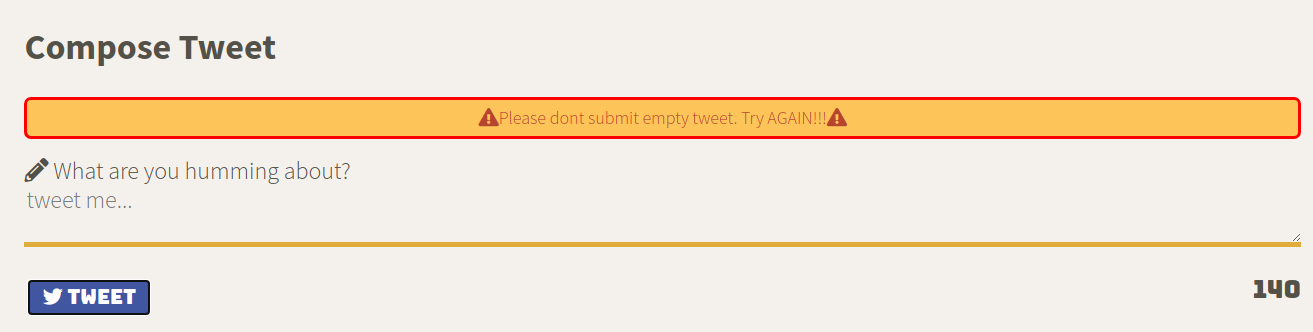 Compose Tweet
Please dont submit empty tweet. Try AGAIN!!!
What are you humming about?
tweet me...
TWEET
140